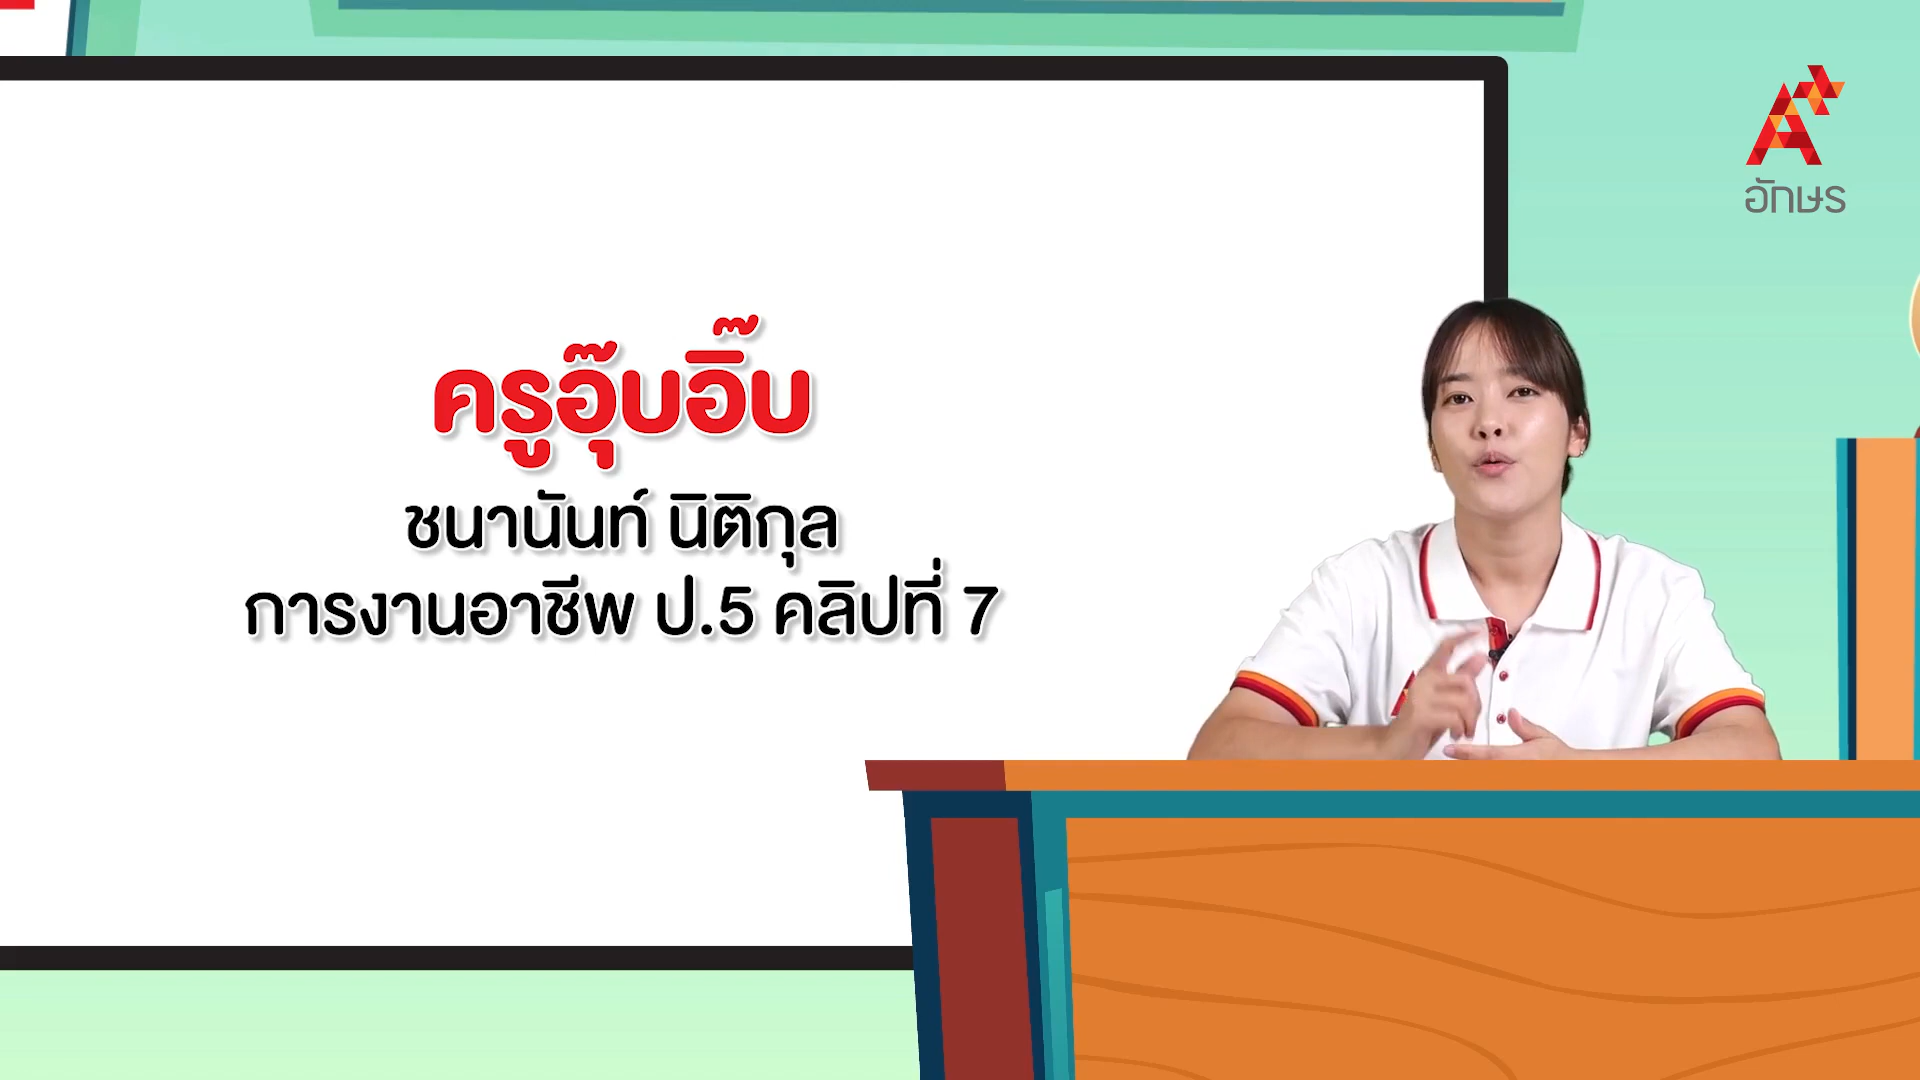 ครูอุ๊บอิ๊บ
ชนานันท์ นิติกุล
การงานอาชีพ ป.5 คลิปที่ 7
อักษร